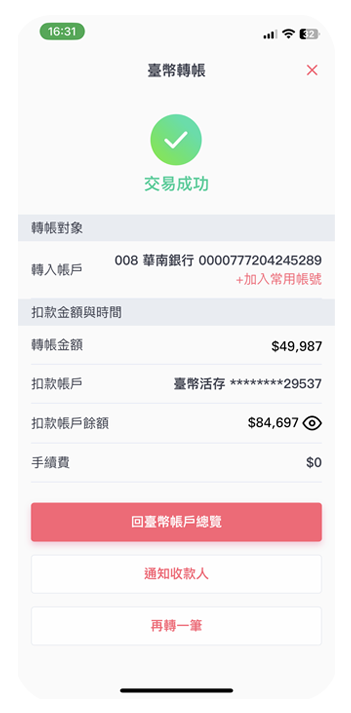 16:31
32
臺幣轉帳
交易成功
轉帳對象
轉入帳戶
008 華南銀行 0000777204245289
+加入常用帳號
扣款金額與時間
轉帳金額 $49,987
扣款帳戶 臺幣活存 ********29537
扣款帳戶餘額 $84,697
手續費 $0
回臺幣帳戶總覽
通知收款人
再轉一筆